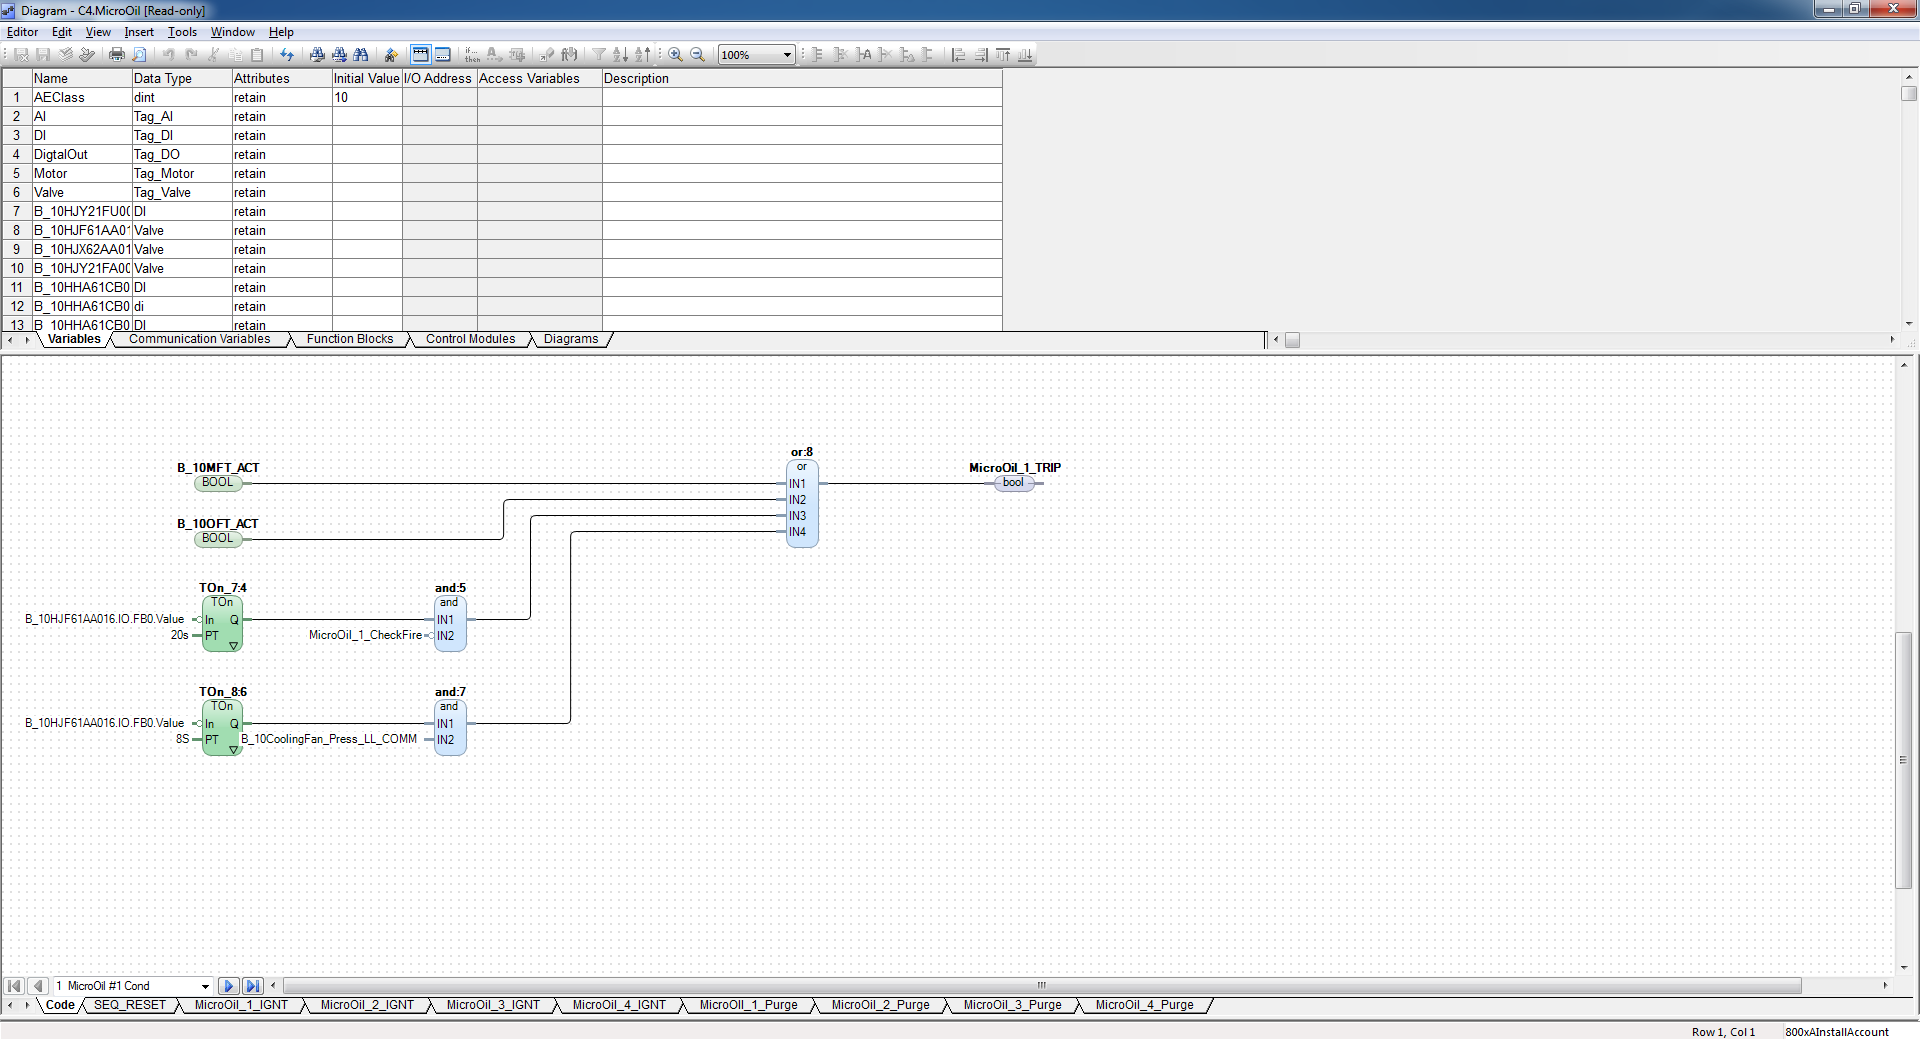 Diagram - C4.MicroOil [Read-only]
Editor Edit View Insert Tools Window Help
if... then
100%
Name Data Type Attributes Initial Value I/O Address Access Variables Description
1 AEClass dint retain 10
2 AI Tag_AI retain
3 DI Tag_DI retain
4 DigtalOut Tag_DO retain
5 Motor Tag_Motor retain
6 Valve Tag_Valve retain
7 B_10HJY21FU00 DI retain
8 B_10HJF61AA01 Valve retain
9 B_10HJX62AA01 Valve retain
10 B_10HJY21FA00 Valve retain
11 B_10HHA61CB0 DI retain
12 B_10HHA61CB0 di retain
13 B_10HHA61CB0 DI retain
Variables Communication Variables Function Blocks Control Modules Diagrams
or:8
B_10MFT_ACT or MicroOil_1_TRIP
BOOL IN1 bool
IN2
B_10OFT_ACT IN3
BOOL IN4
TOn_7:4 and:5
TOn and
B_10HJF61AA016.IO.FB0.Value In Q IN1
20s PT MicroOil_1_CheckFire IN2
TOn_8:6 and:7
TOn and
B_10HJF61AA016.IO.FB0.Value In Q IN1
8S PT B_10CoolingFan_Press_LL_COMM IN2
1 MicroOil #1 Cond
Code SEQ_RESET MicroOil_1_IGNT MicroOil_2_IGNT MicroOil_3_IGNT MicroOil_4_IGNT MicroOIl_1_Purge MicroOil_2_Purge MicroOil_3_Purge MicroOil_4_Purge
Row 1, Col 1 800xAInstallAccount